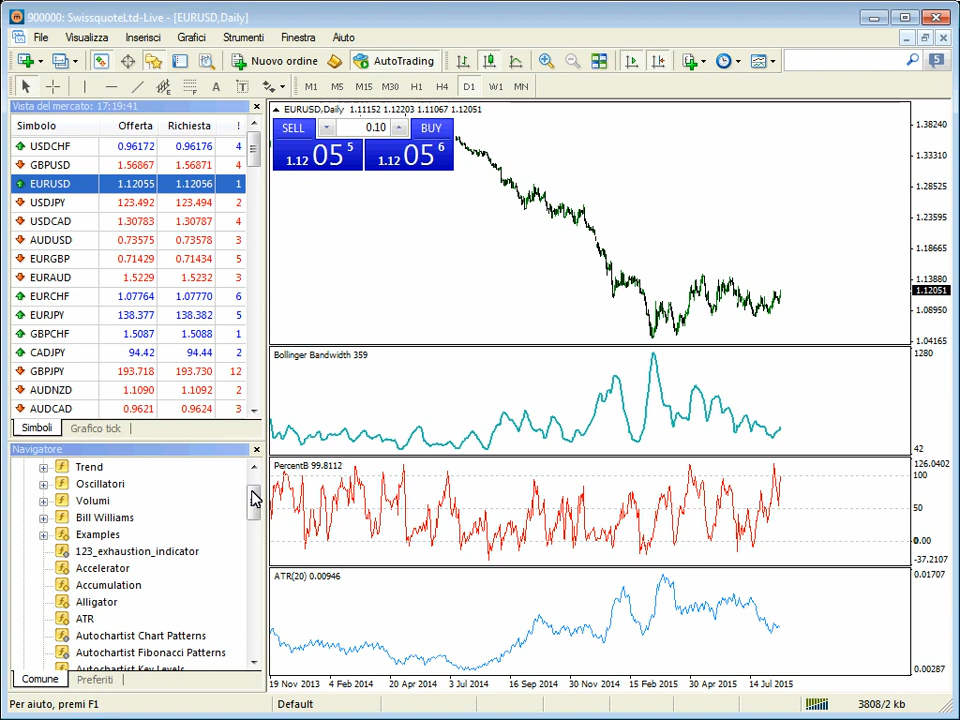 900000: SwissquoteLtd-Live - [EURUSD,Daily]
File Visualizza Inserisci Grafici Strumenti Finestra Aiuto
Nuovo ordine AutoTrading 5
A T M1 M5 M15 M30 H1 H4 D1 W1 MN
Vista del mercato: 17:19:41
Simbolo Offerta Richiesta !
USDCHF 0.96172 0.96176 4
GBPUSD 1.56867 1.56871 4
EURUSD 1.12055 1.12056 1
USDJPY 123.492 123.494 2
USDCAD 1.30783 1.30787 4
AUDUSD 0.73575 0.73578 3
EURGBP 0.71429 0.71434 5
EURAUD 1.5229 1.5232 3
EURCHF 1.07764 1.07770 6
EURJPY 138.377 138.382 5
GBPCHF 1.5087 1.5088 1
CADJPY 94.42 94.44 2
GBPJPY 193.718 193.730 12
AUDNZD 1.1090 1.1092 2
AUDCAD 0.9621 0.9624 3
Simboli Grafico tick
Navigatore
Trend
Oscillatori
Volumi
Bill Williams
Examples
123_exhaustion_indicator
Accelerator
Accumulation
Alligator
ATR
Autochartist Chart Patterns
Autochartist Fibonacci Patterns
Autochartist Key Levels
Comune Preferiti
EURUSD,Daily 1.11152 1.12203 1.11067 1.12051
SELL 0.10 BUY
1.12 05 5 1.12 05 6
1.38240
1.33310
1.28525
1.23595
1.18665
1.13880
1.12051
1.08950
1.04165
Bollinger Bandwidth 359
1280
42
PercentB 99.8112
126.0402
100
50
0.00
-37.2107
ATR(20) 0.00946
0.01707
0.00287
19 Nov 2013 4 Feb 2014 20 Apr 2014 3 Jul 2014 16 Sep 2014 30 Nov 2014 15 Feb 2015 30 Apr 2015 14 Jul 2015
Per aiuto, premi F1 Default 3808/2 kb